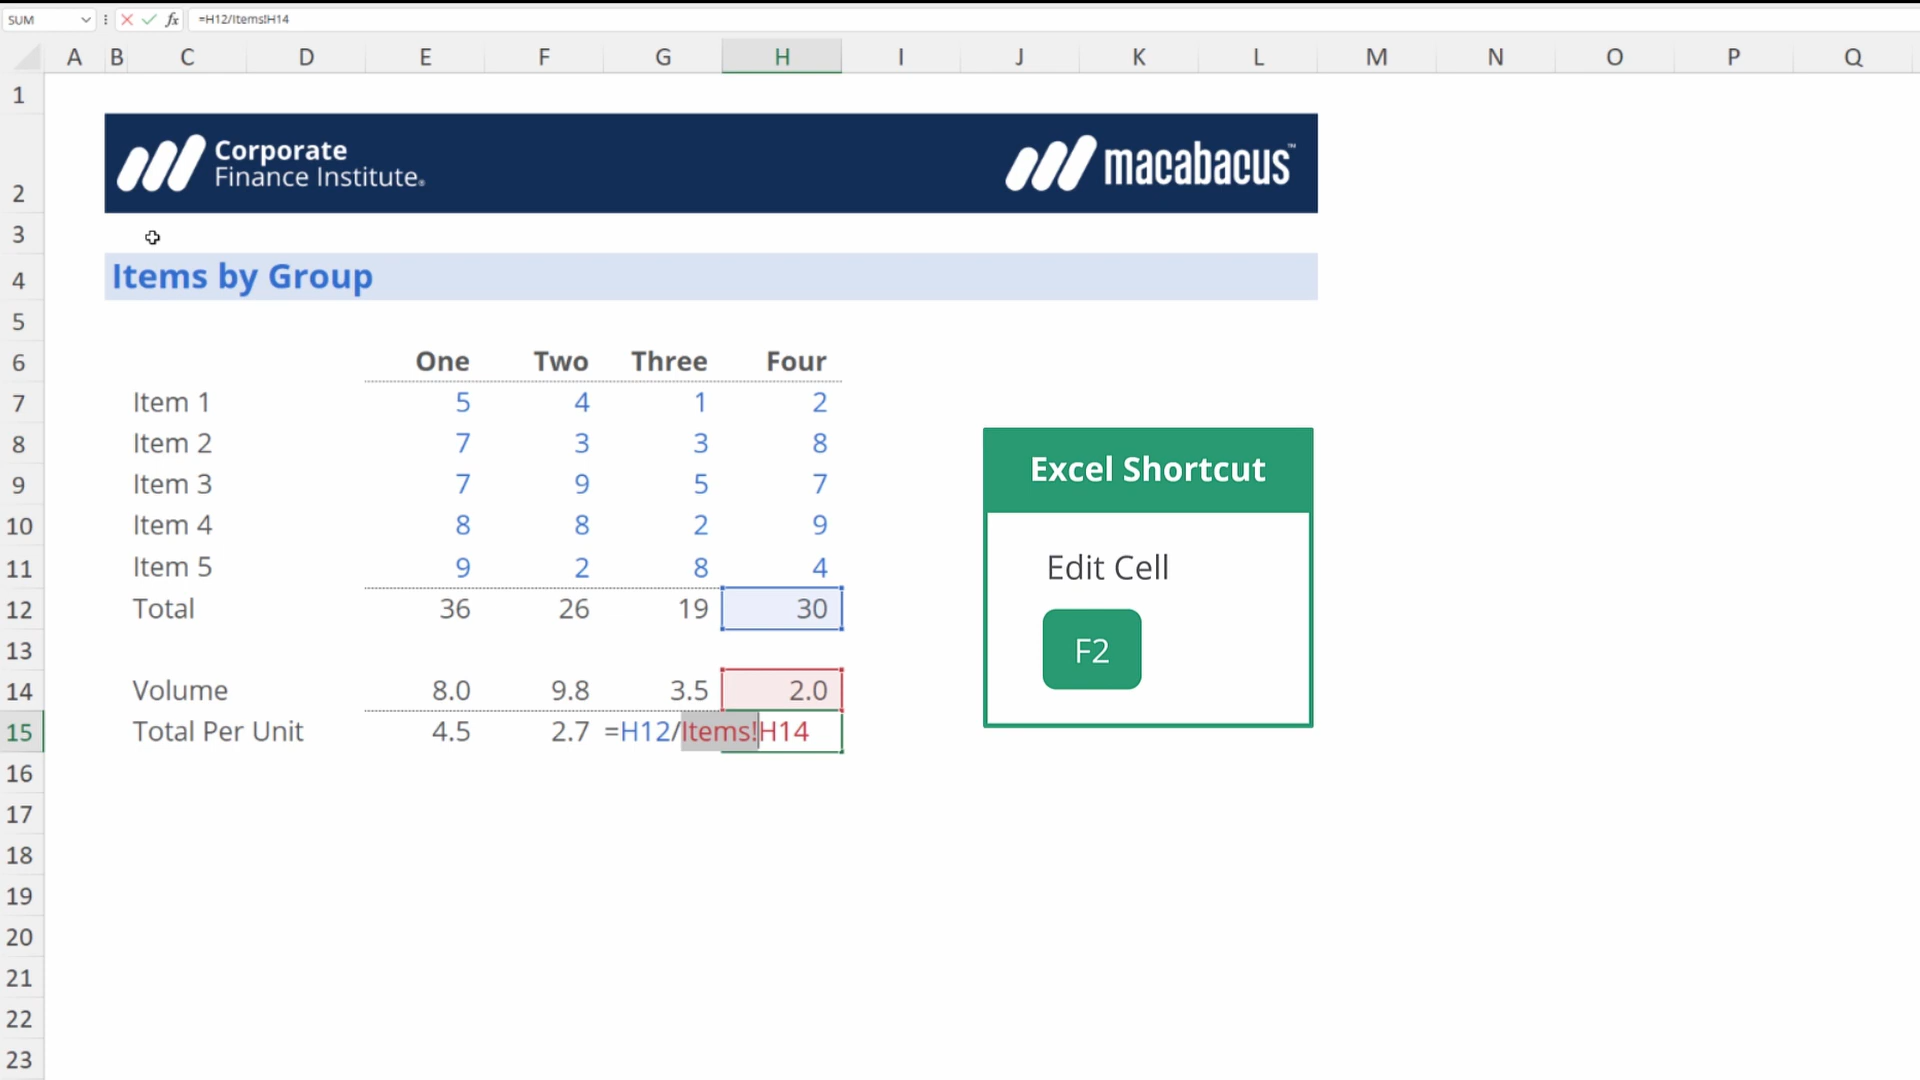 SUM fx =H12/Items!H14
A B C D E F G H I J K L M N O P Q
1
Corporate
Finance Institute®
macabacus™
2
3
4 Items by Group
5
6 One Two Three Four
7 Item 1 5 4 1 2
8 Item 2 7 3 3 8
9 Item 3 7 9 5 7
10 Item 4 8 8 2 9
11 Item 5 9 2 8 4
12 Total 36 26 19 30
13
14 Volume 8.0 9.8 3.5 2.0
15 Total Per Unit 4.5 2.7 =H12/Items!H14
16
17
18
19
20
21
22
23
Excel Shortcut
Edit Cell
F2